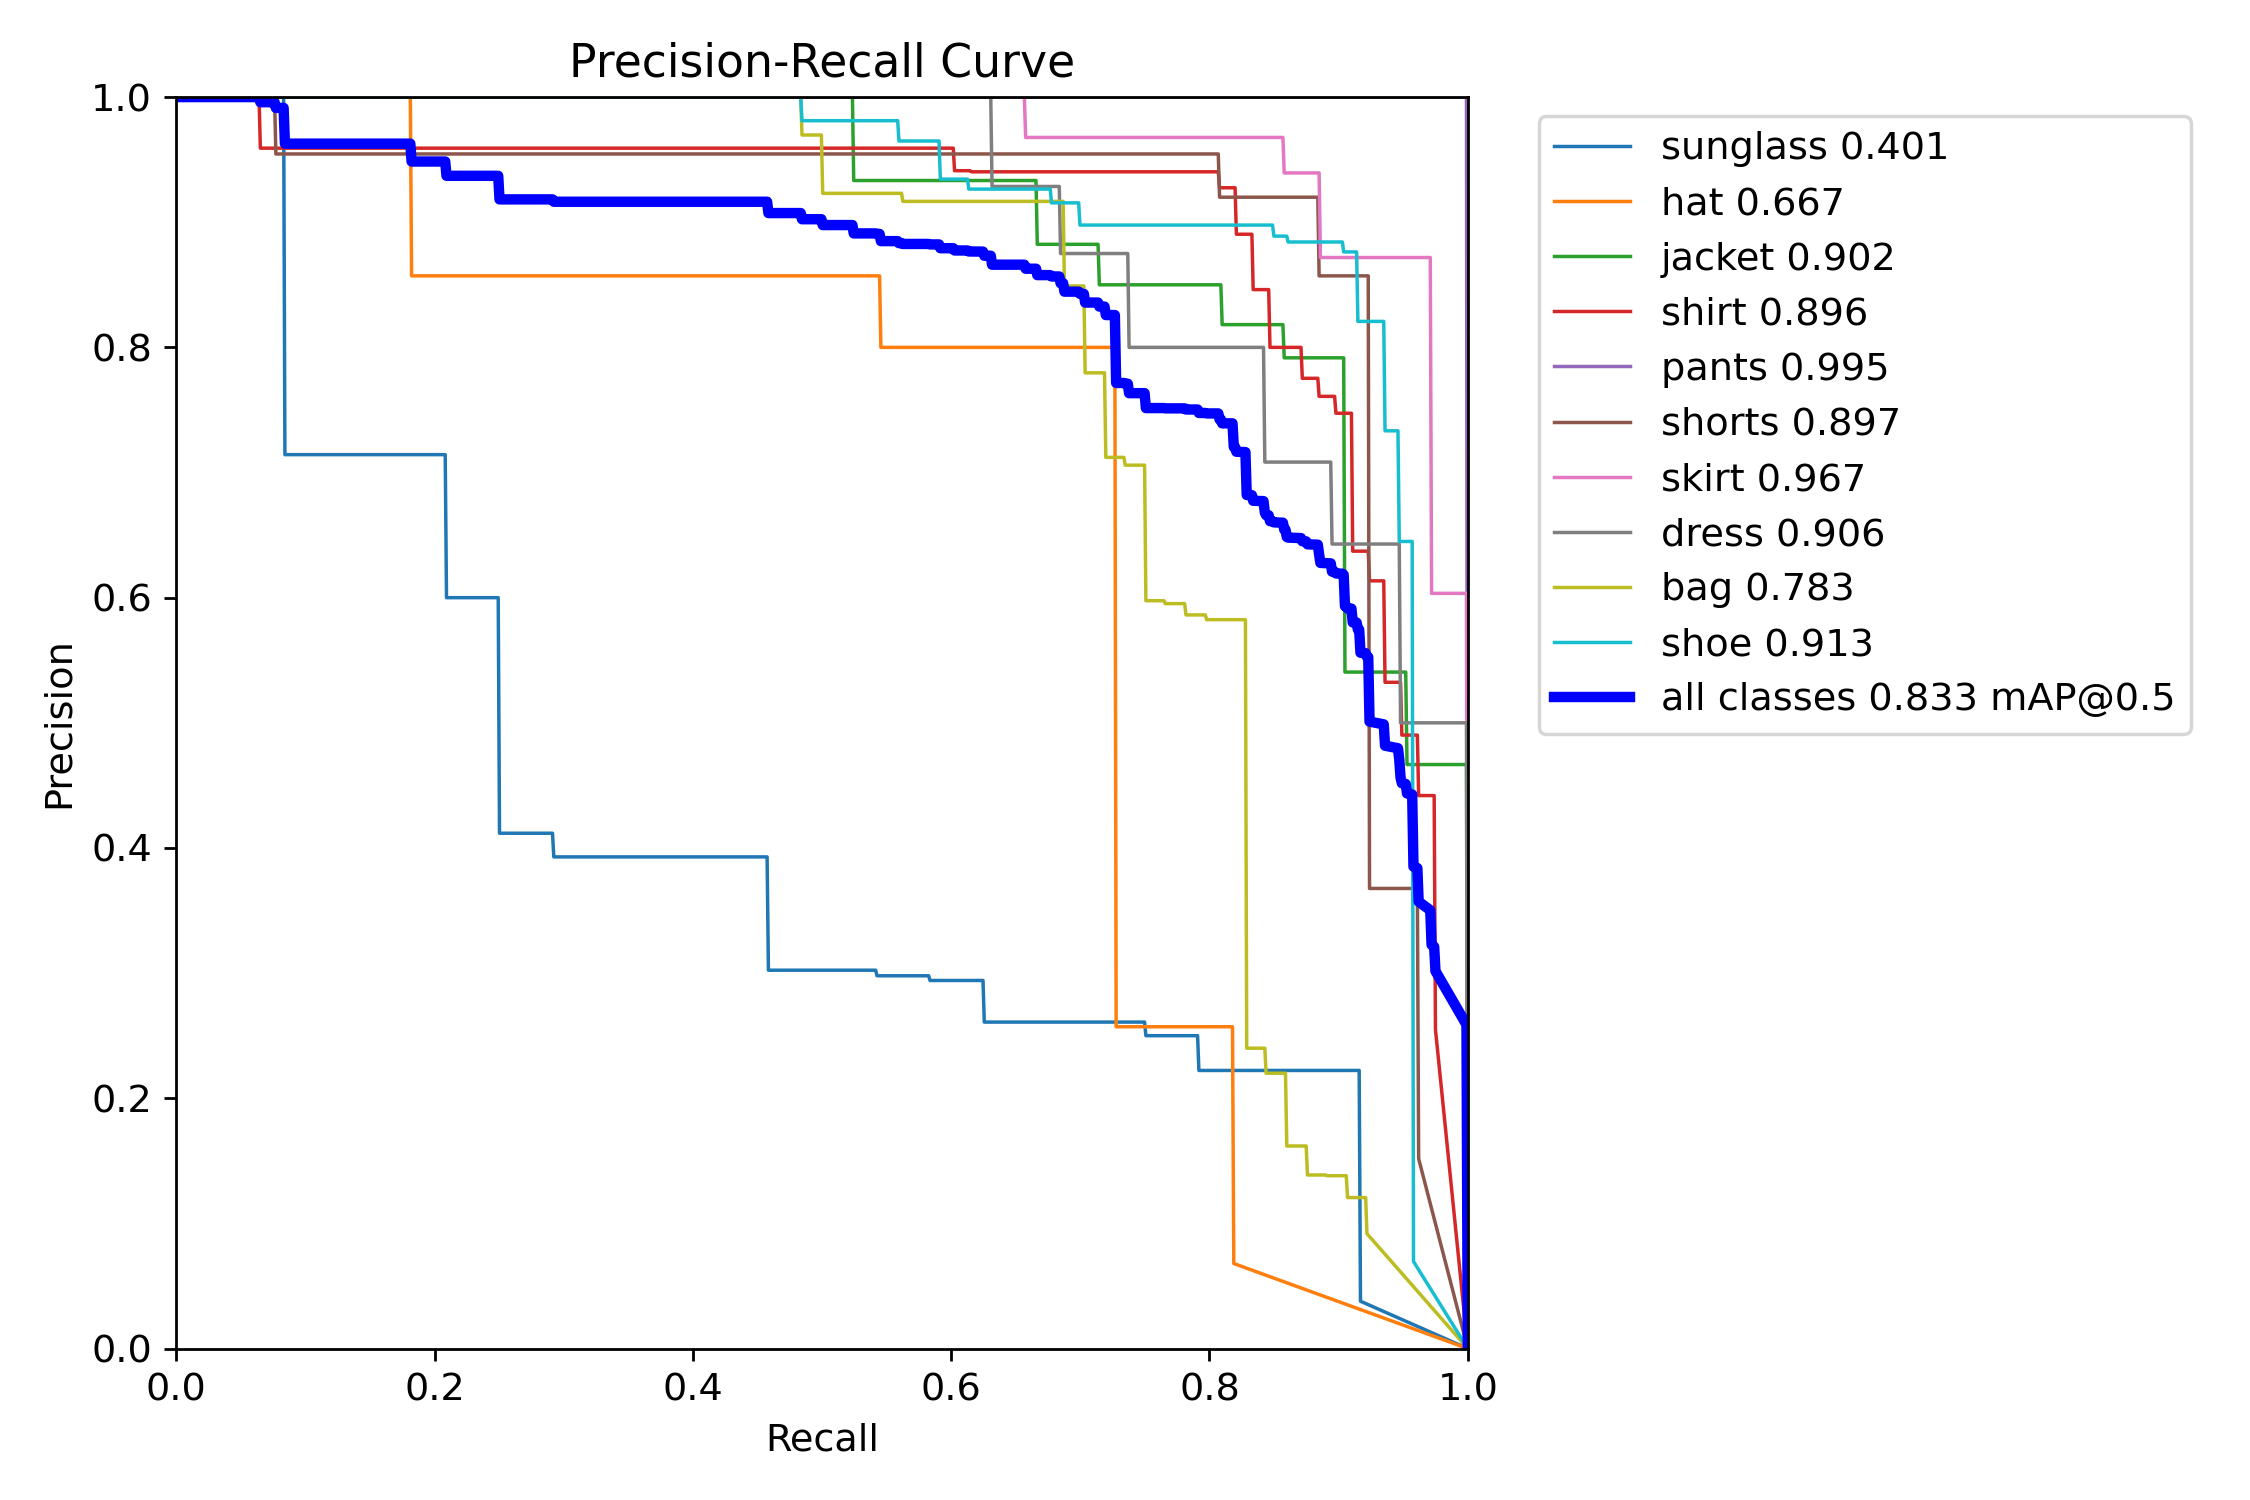 Precision-Recall Curve
1.0
0.8
0.6
0.4
0.2
0.0
Precision
0.0 0.2 0.4 0.6 0.8 1.0
Recall
sunglass 0.401
hat 0.667
jacket 0.902
shirt 0.896
pants 0.995
shorts 0.897
skirt 0.967
dress 0.906
bag 0.783
shoe 0.913
all classes 0.833 mAP@0.5